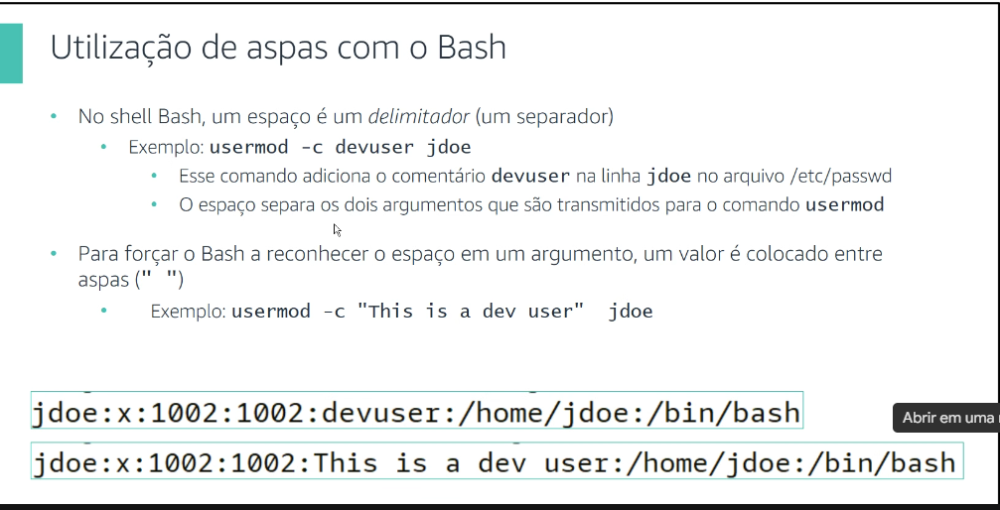 Utilização de aspas com o Bash
• No shell Bash, um espaço é um delimitador (um separador)
• Exemplo: usermod -c devuser jdoe
• Esse comando adiciona o comentário devuser na linha jdoe no arquivo /etc/passwd
• O espaço separa os dois argumentos que são transmitidos para o comando usermod
• Para forçar o Bash a reconhecer o espaço em um argumento, um valor é colocado entre
aspas (" ")
• Exemplo: usermod -c "This is a dev user"  jdoe
jdoe:x:1002:1002:devuser:/home/jdoe:/bin/bash
Abrir em uma
jdoe:x:1002:1002:This is a dev user:/home/jdoe:/bin/bash